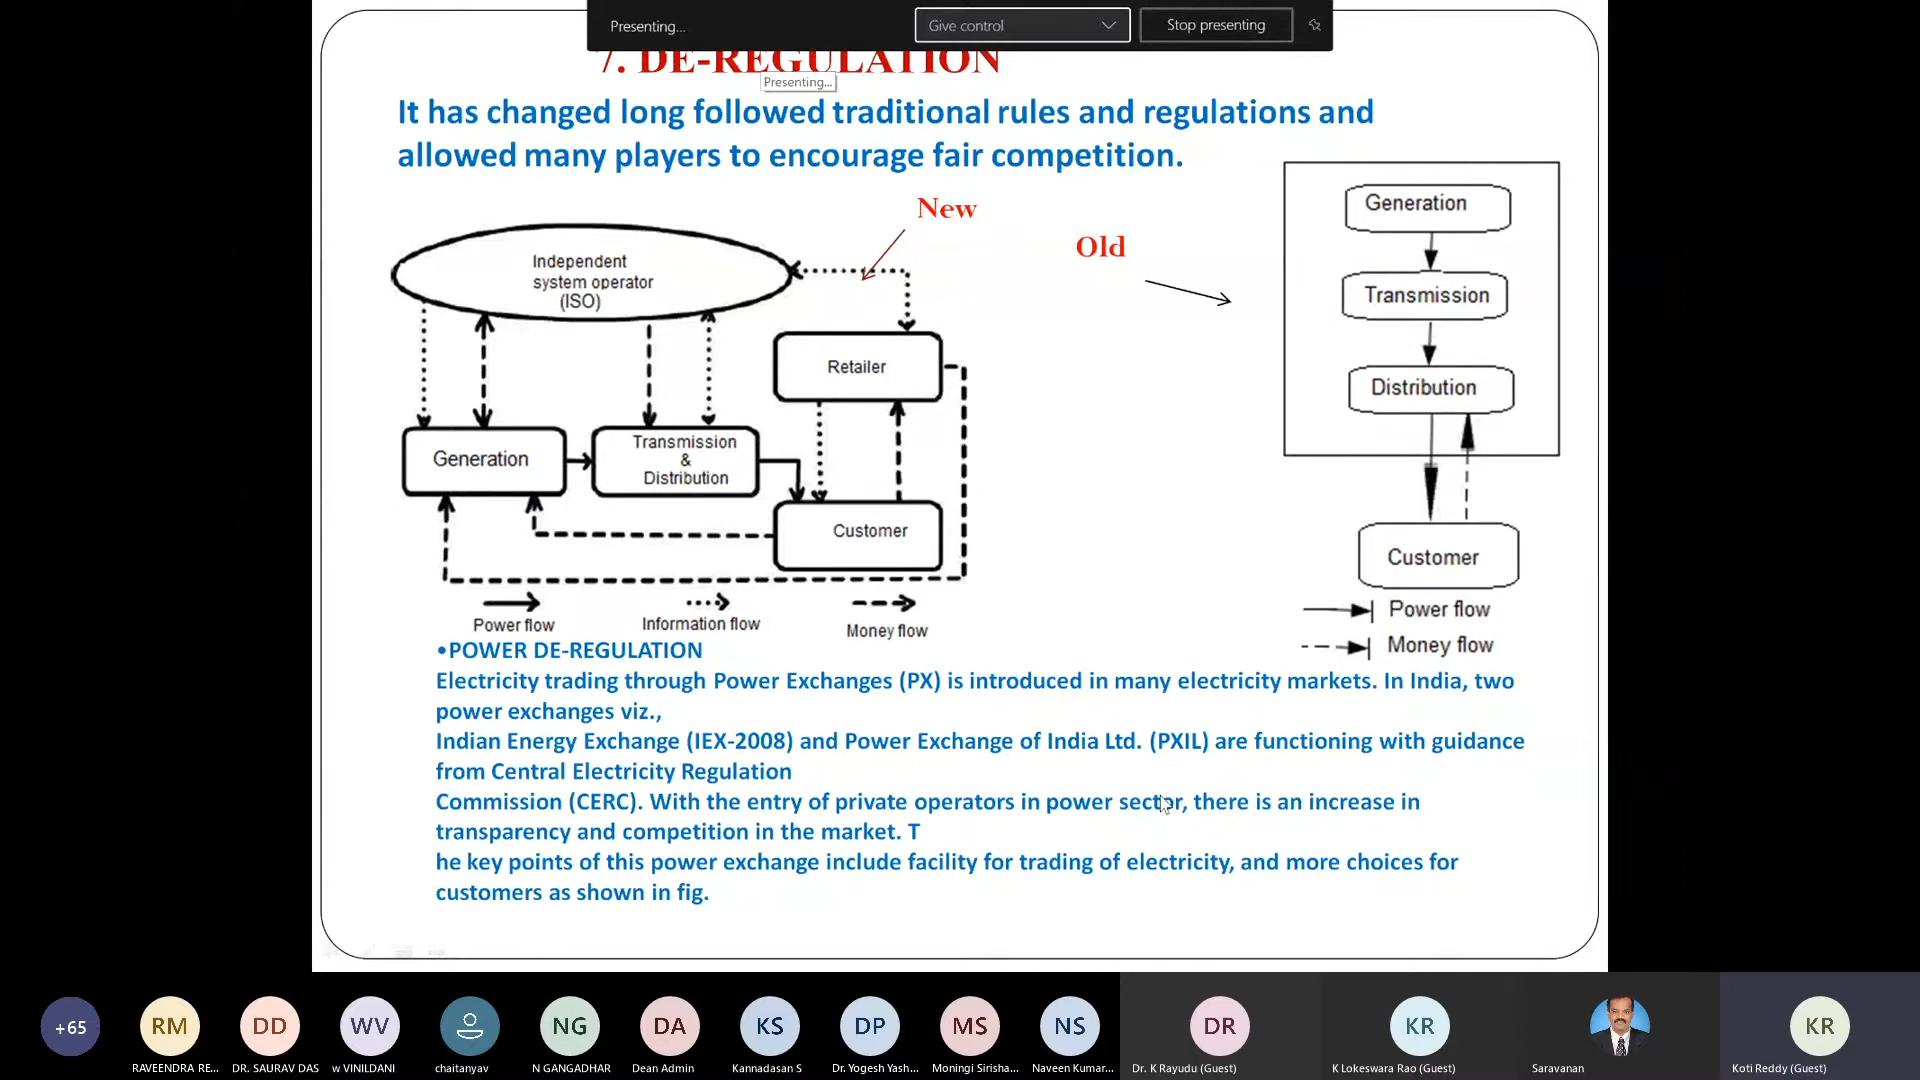 Presenting...
Give control
Stop presenting
7. DE-REGULATION
Presenting...
It has changed long followed traditional rules and regulations and
allowed many players to encourage fair competition.
New
Old
Independent
system operator
(ISO)
Retailer
Generation
Transmission
&
Distribution
Customer
Power flow
Information flow
Money flow
Generation
Transmission
Distribution
Customer
Power flow
Money flow
•POWER DE-REGULATION
Electricity trading through Power Exchanges (PX) is introduced in many electricity markets. In India, two
power exchanges viz.,
Indian Energy Exchange (IEX-2008) and Power Exchange of India Ltd. (PXIL) are functioning with guidance
from Central Electricity Regulation
Commission (CERC). With the entry of private operators in power sector, there is an increase in
transparency and competition in the market. T
he key points of this power exchange include facility for trading of electricity, and more choices for
customers as shown in fig.
+65
RM
DD
WV
NG
DA
KS
DP
MS
NS
DR
KR
KR
RAVEENDRA RE...
DR. SAURAV DAS
w VINILDANI
chaitanyav
N GANGADHAR
Dean Admin
Kannadasan S
Dr. Yogesh Yash...
Moningi Sirisha...
Naveen Kumar...
Dr. K Rayudu (Guest)
K Lokeswara Rao (Guest)
Saravanan
Koti Reddy (Guest)